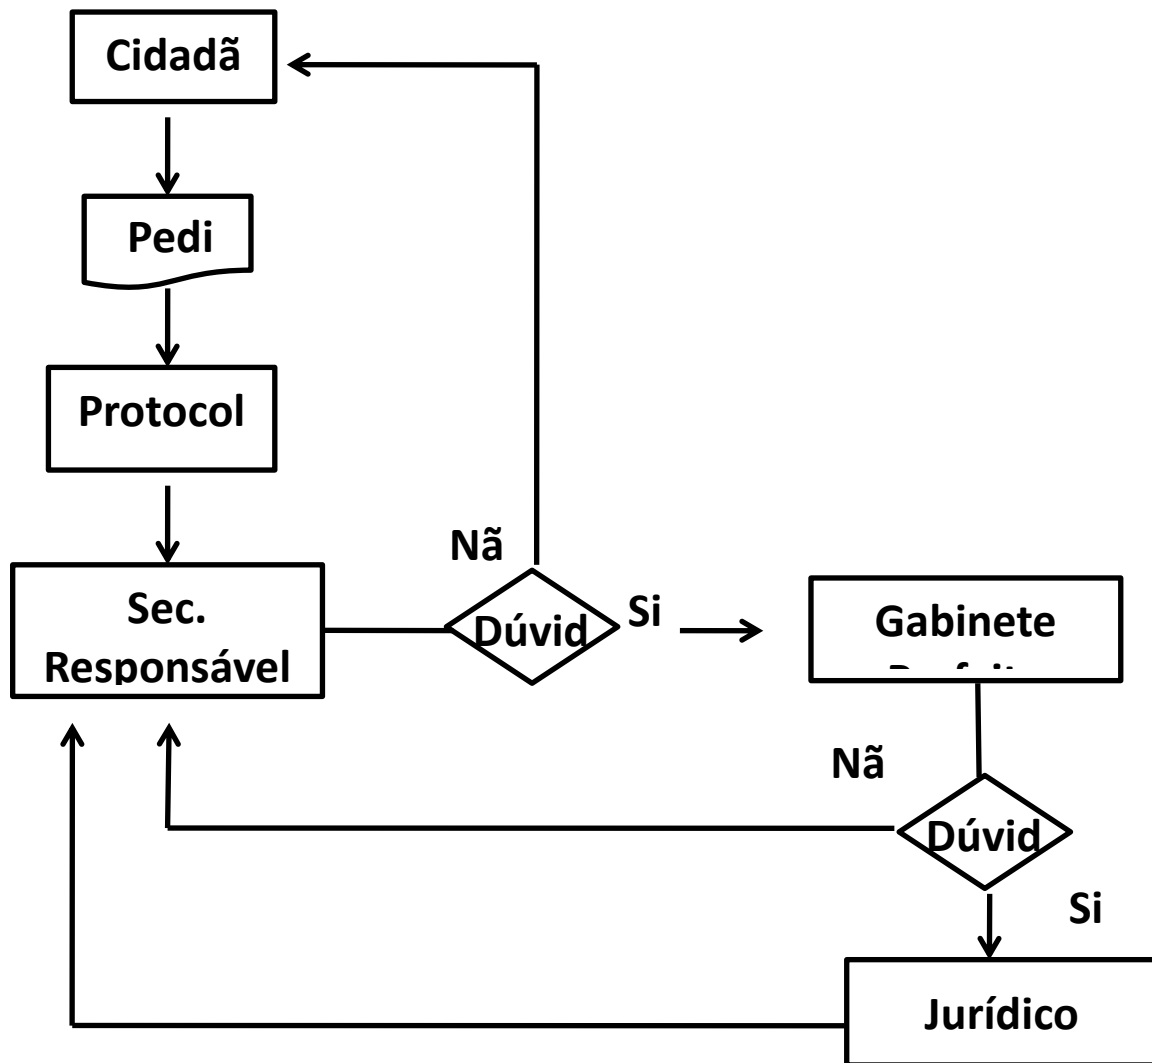 Cidadã
Pedi
Protocol
Nã
Sec.
Responsável
Dúvid
Si
Gabinete
Nã
Dúvid
Si
Jurídico